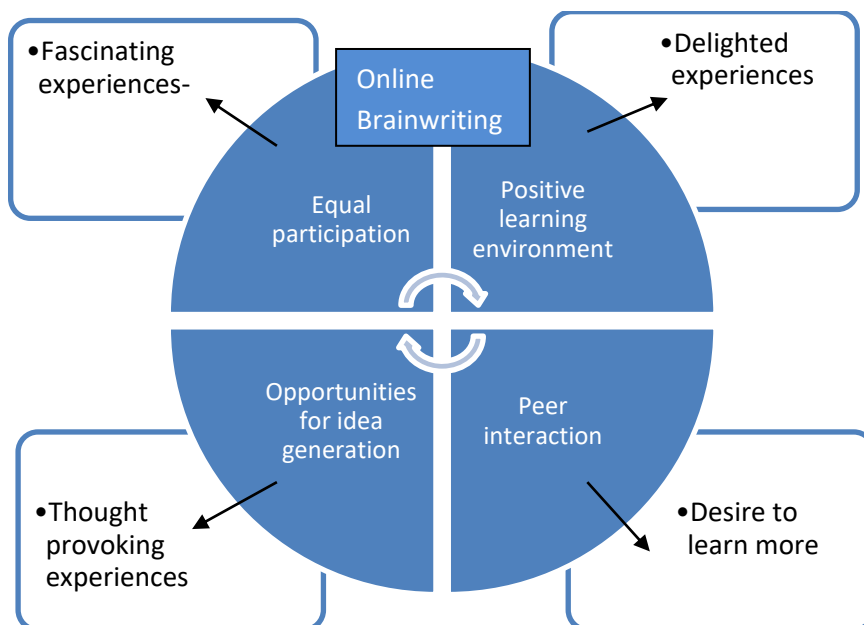 •Fascinating
experiences-
Online
Brainwriting
•Delighted
experiences
Equal
participation
Positive
learning
environment
Opportunities
for idea
generation
Peer
interaction
•Thought
provoking
experiences
•Desire to
learn more